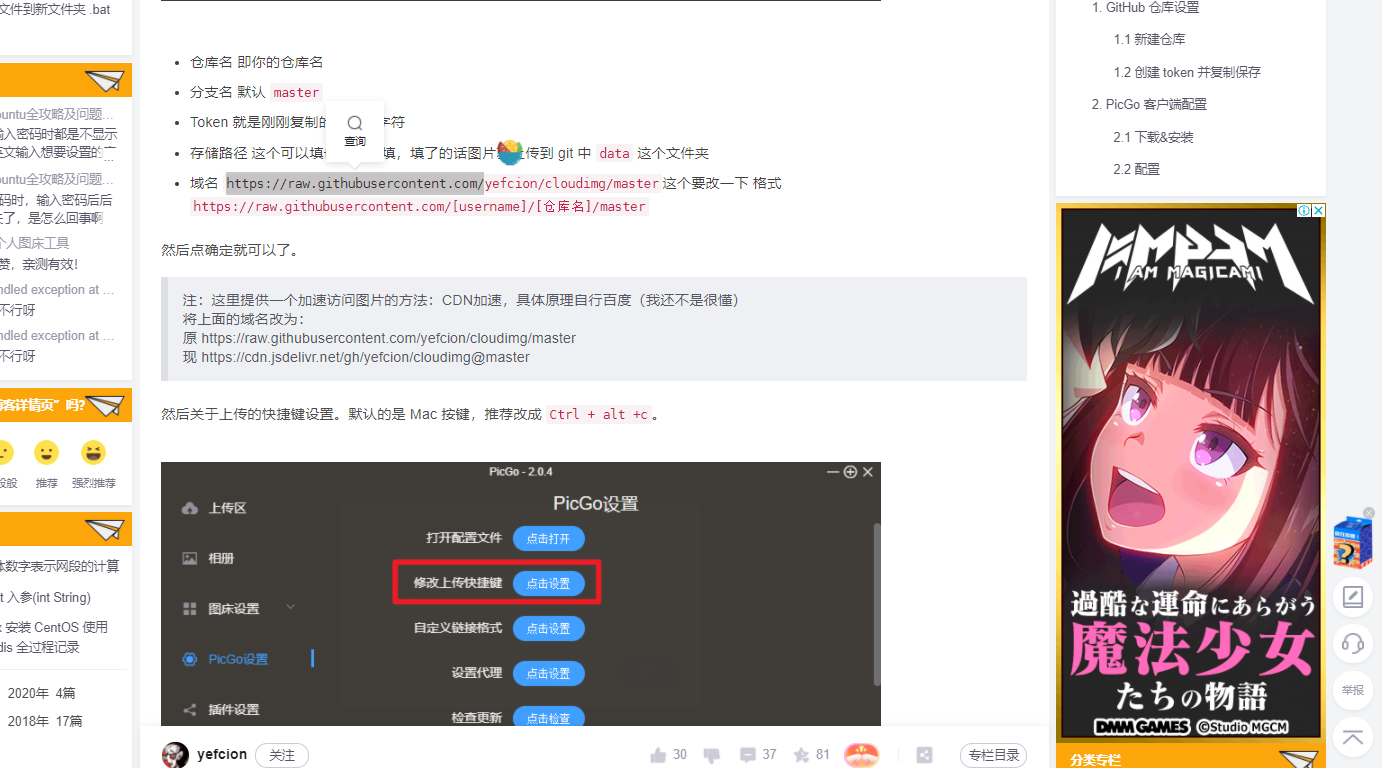 文件到新文件夹 .bat
buntu全攻略及问题...
输入密码时都是不显示
英文输入想要设置的
...
buntu全攻略及问题...
码时，输入密码后后
了，是怎么回事啊
个人图床工具
赞，亲测有效！
ndled exception at ...
不行呀
ndled exception at ...
不行呀
客详情页”吗？
般
推荐
强烈推荐
数字表示网段的计算
t 入参(int String)
安装 CentOS 使用
dis 全过程记录
2020年 4篇
2018年 17篇
仓库名 即你的仓库名
分支名 默认 master
Token 就是刚刚复制的 字符
查询
存储路径 这个可以填 填，填了的话图片 上传到 git 中 data 这个文件夹
域名 https://raw.githubusercontent.com/yefcion/cloudimg/master 这个要改一下 格式
https://raw.githubusercontent.com/[username]/[仓库名]/master
然后点确定就可以了。
注：这里提供一个加速访问图片的方法：CDN加速，具体原理自行百度（我还不是很懂）
将上面的域名改为：
原 https://raw.githubusercontent.com/yefcion/cloudimg/master
现 https://cdn.jsdelivr.net/gh/yefcion/cloudimg@master
然后关于上传的快捷键设置。默认的是 Mac 按键，推荐改成 Ctrl + alt +c 。
PicGo - 2.0.4
上传区
相册
图床设置
PicGo设置
插件设置
PicGo设置
打开配置文件 点击打开
修改上传快捷键 点击设置
自定义链接格式 点击设置
设置代理 点击设置
检查更新 点击检查
yefcion 关注 30 37 81 专栏目录
1. GitHub 仓库设置
1.1 新建仓库
1.2 创建 token 并复制保存
2. PicGo 客户端配置
2.1 下载&安装
2.2 配置
I AM MAGICAMI
過酷な運命にあらがう
魔法少女
たちの物語
DMM GAMES ©Studio MGCM
分类专栏
举报